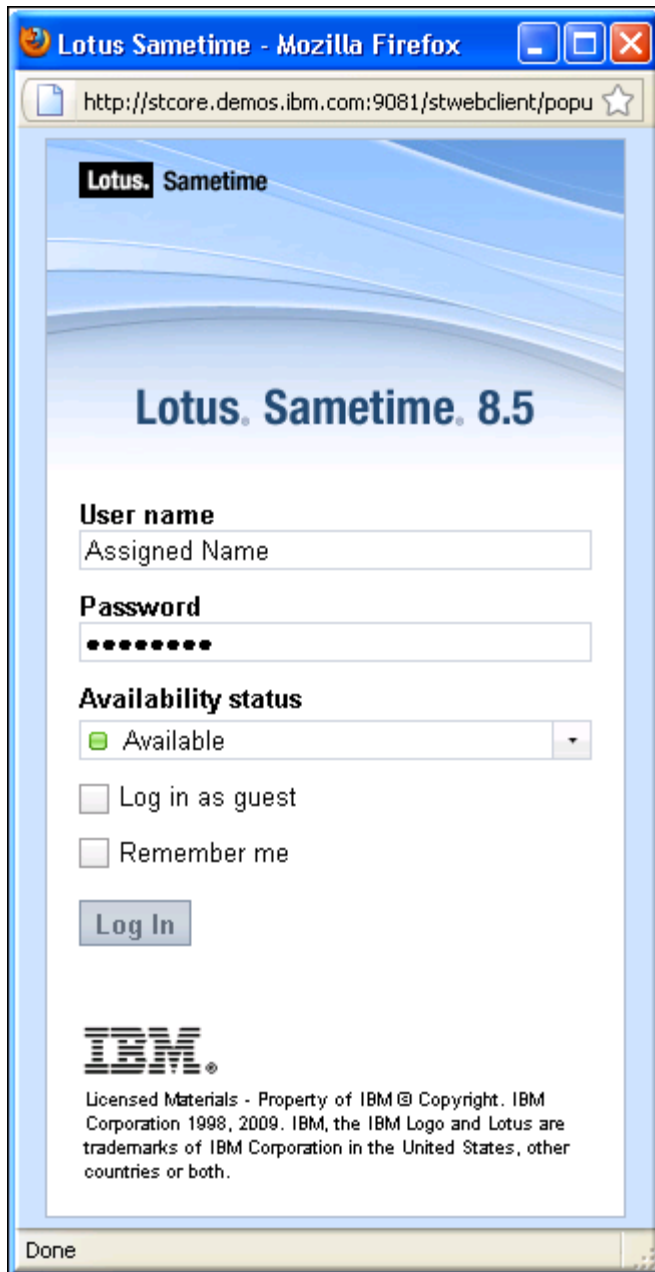 Lotus Sametime - Mozilla Firefox
http://stcore.demos.ibm.com:9081/stwebclient/popu
Lotus. Sametime
Lotus. Sametime. 8.5
User name
Assigned Name
Password
••••••••
Availability status
Available
Log in as guest
Remember me
Log In
IBM®
Licensed Materials - Property of IBM © Copyright. IBM
Corporation 1998, 2009. IBM, the IBM Logo and Lotus are
trademarks of IBM Corporation in the United States, other
countries or both.
Done